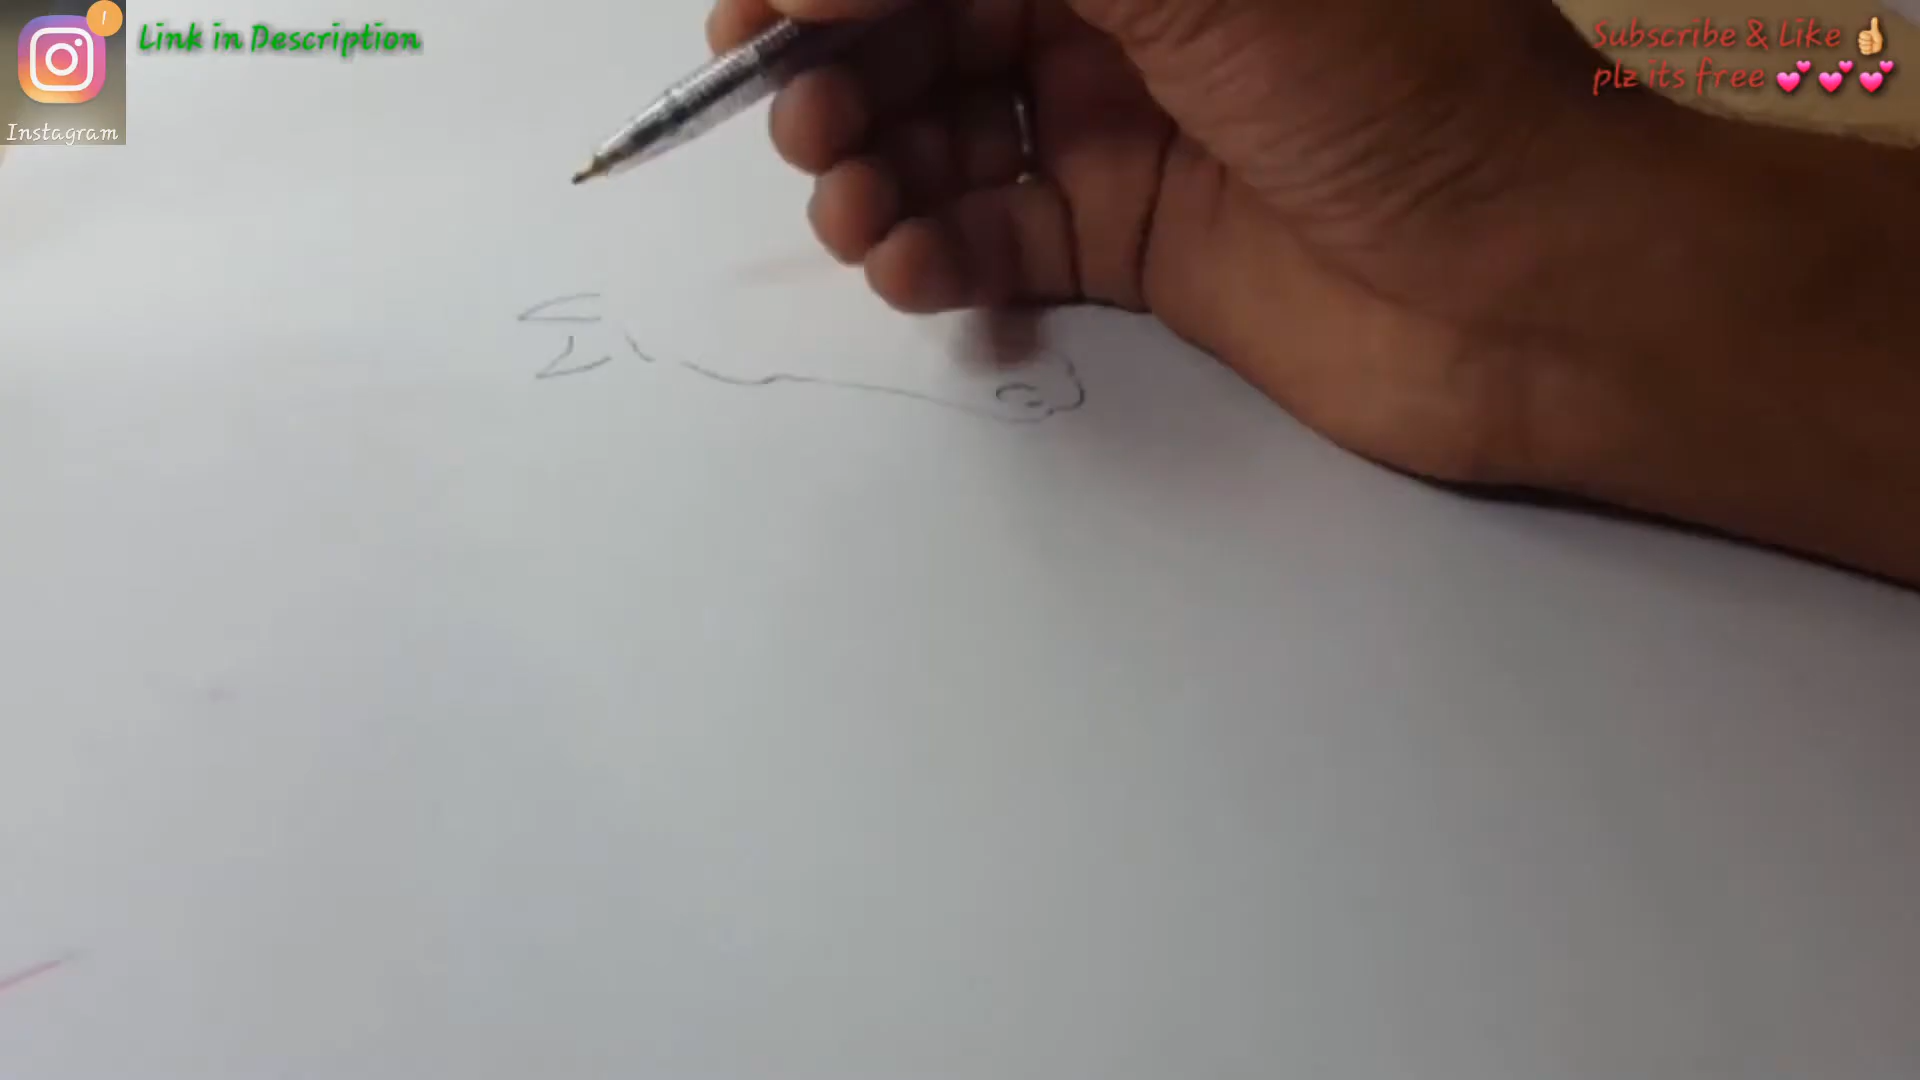 Link in Description
Instagram
Subscribe & Like 👍
plz its free 💕 💕 💕